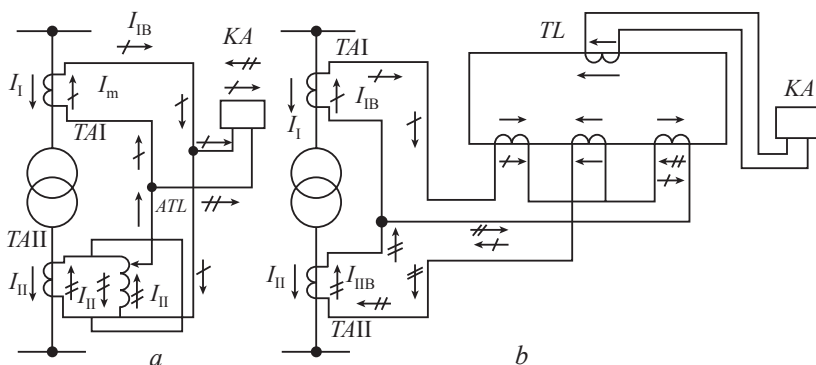 I_IB
KA
I_I
I_m
TAI
ATL
TAII
I_II
I_II
I_II
a
TAI
TL
KA
I_IB
I_I
I_II
I_IIB
TAII
b